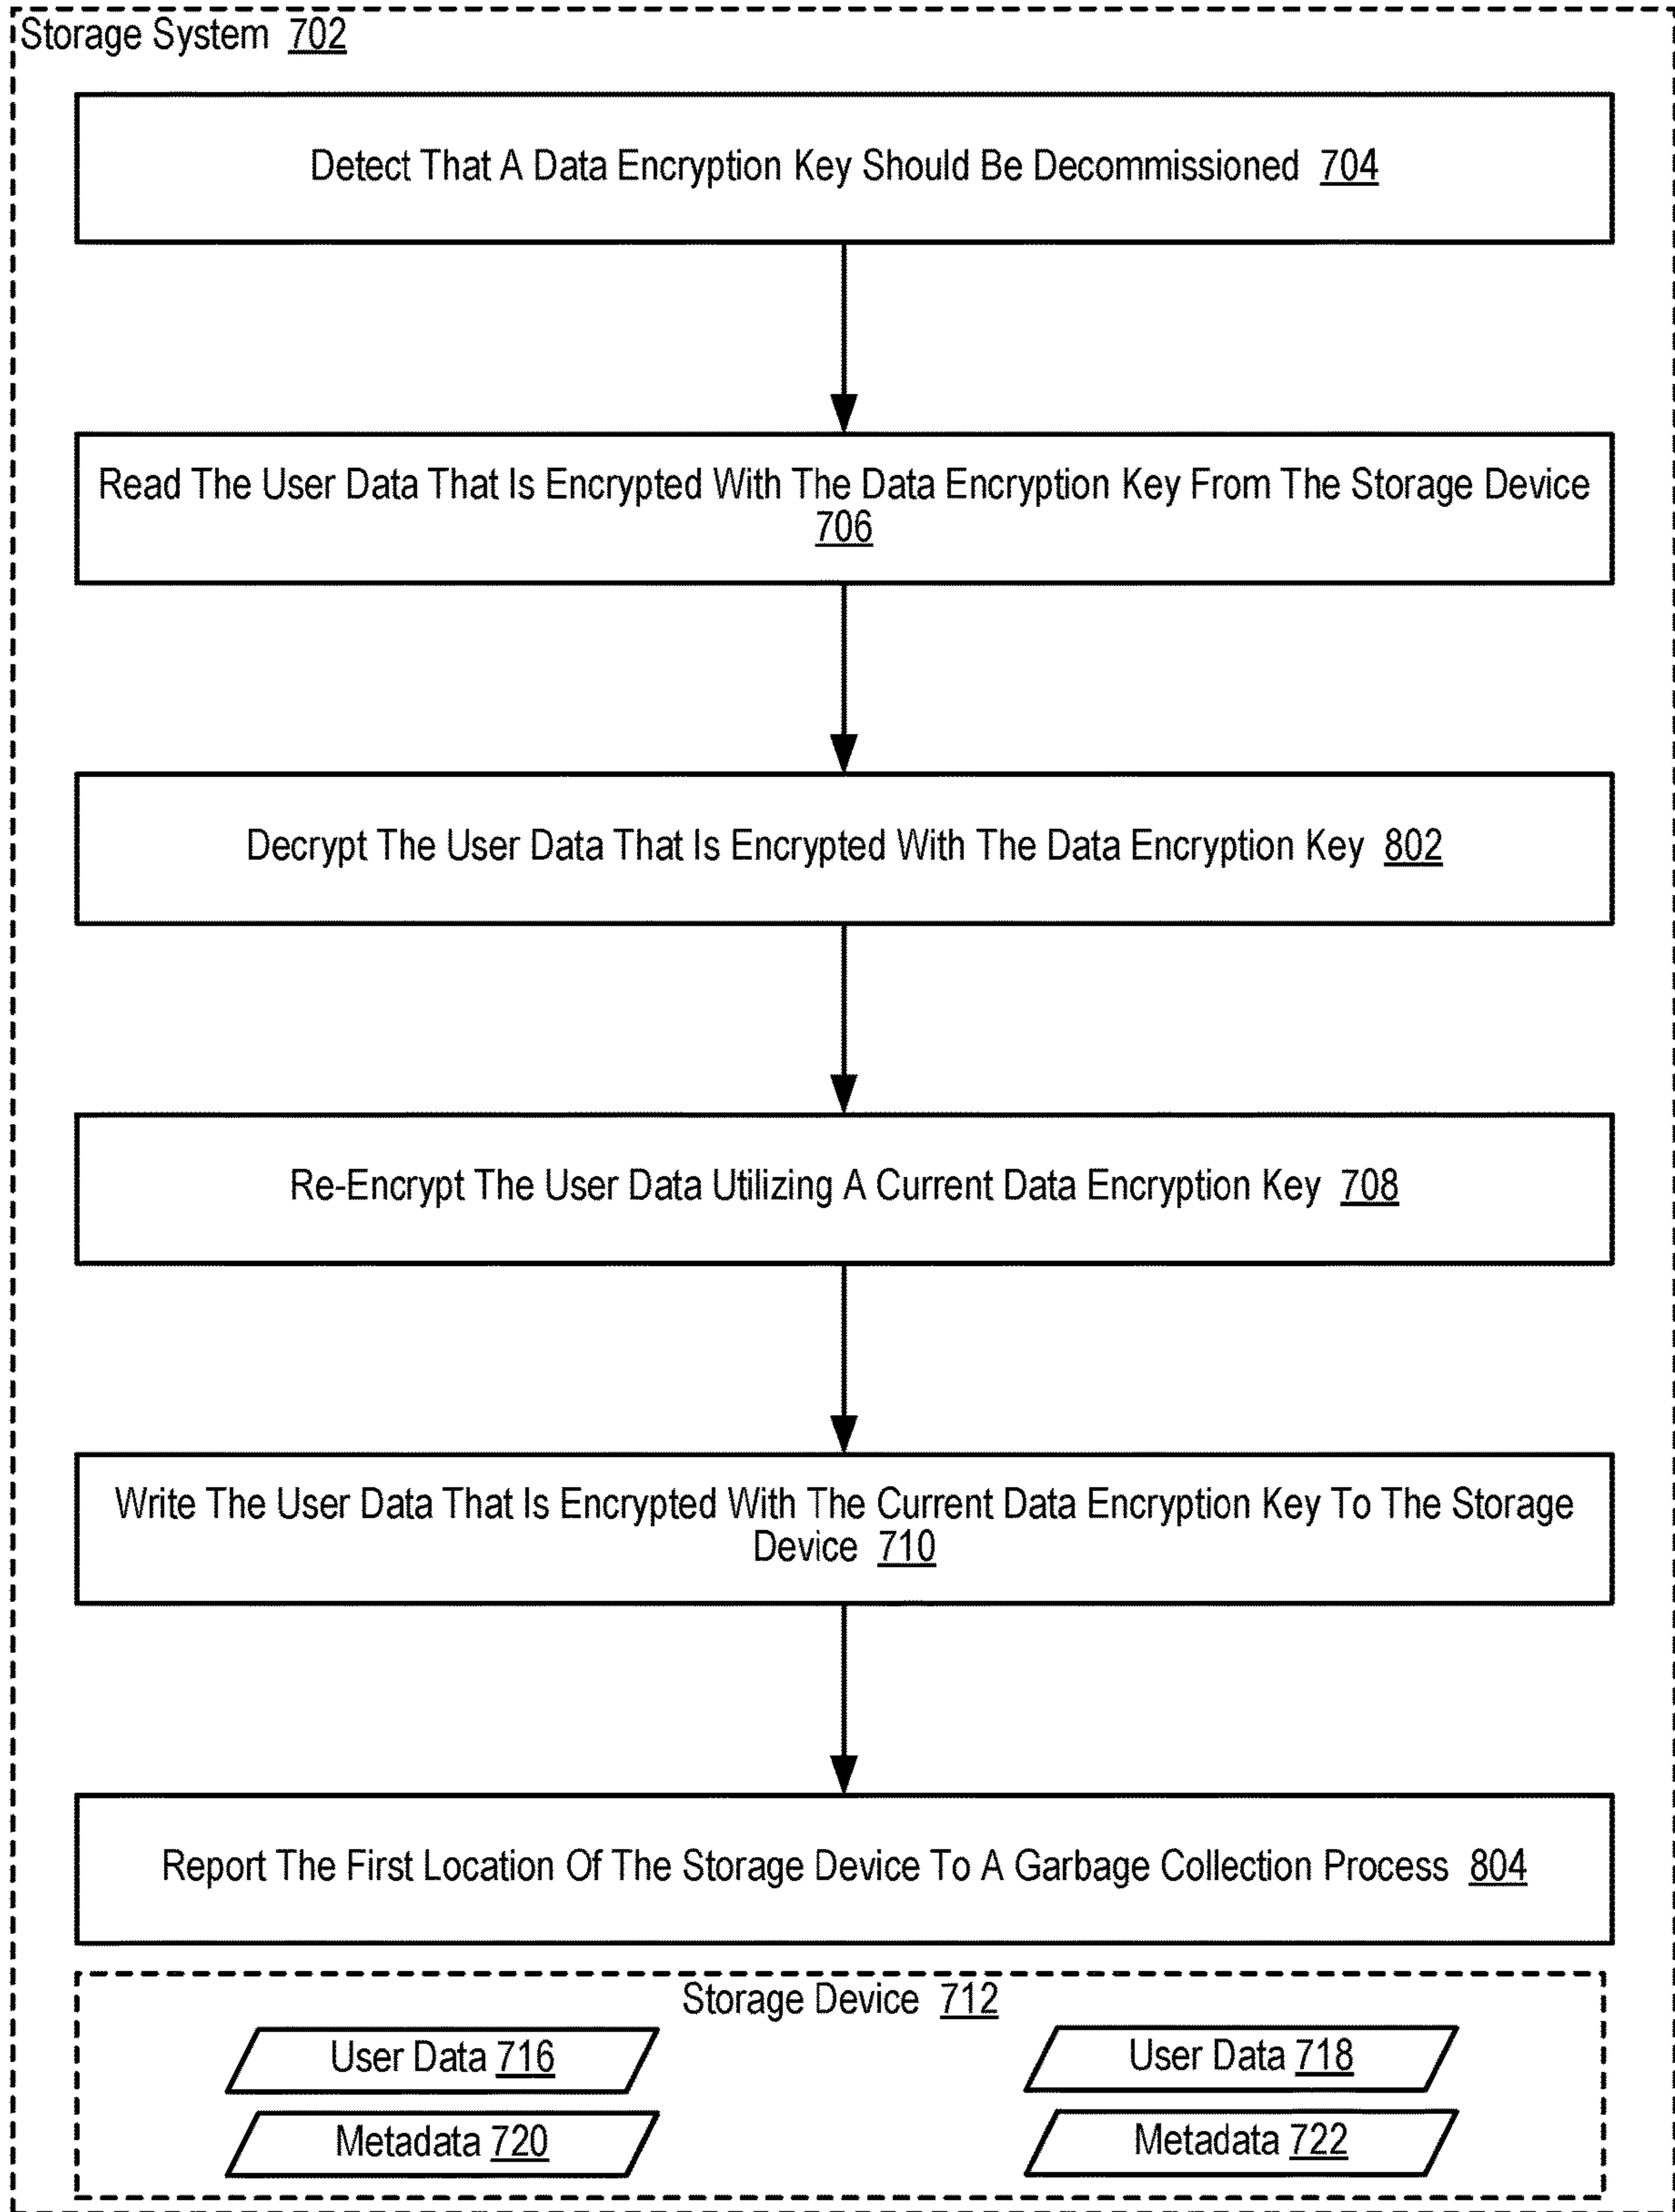 Storage System 702
Detect That A Data Encryption Key Should Be Decommissioned 704
Read The User Data That Is Encrypted With The Data Encryption Key From The Storage Device
706
Decrypt The User Data That Is Encrypted With The Data Encryption Key 802
Re-Encrypt The User Data Utilizing A Current Data Encryption Key 708
Write The User Data That Is Encrypted With The Current Data Encryption Key To The Storage
Device 710
Report The First Location Of The Storage Device To A Garbage Collection Process 804
Storage Device 712
User Data 716
User Data 718
Metadata 720
Metadata 722